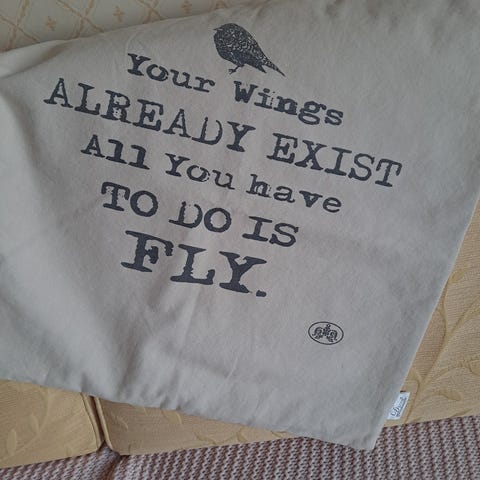 Your Wings
ALREADY EXIST
All You have
TO DO IS
FLY.